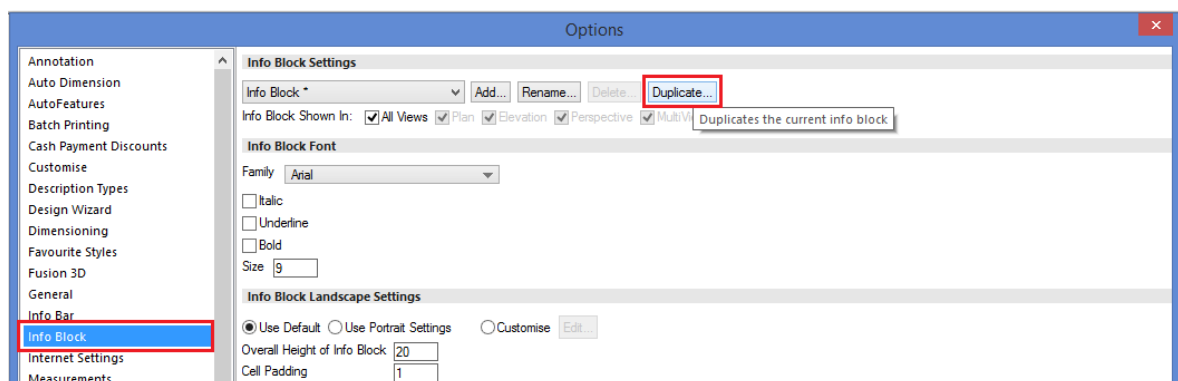 Options
Annotation
Auto Dimension
AutoFeatures
Batch Printing
Cash Payment Discounts
Customise
Description Types
Design Wizard
Dimensioning
Favourite Styles
Fusion 3D
General
Info Bar
Info Block
Internet Settings
Measurements
Info Block Settings
Info Block * Add... Rename... Delete... Duplicate...
Info Block Shown In: All Views Plan Elevation Perspective
Duplicates the current info block
Info Block Font
Family Arial
Italic
Underline
Bold
Size 9
Info Block Landscape Settings
Use Default Use Portrait Settings Customise Edit...
Overall Height of Info Block 20
Cell Padding 1